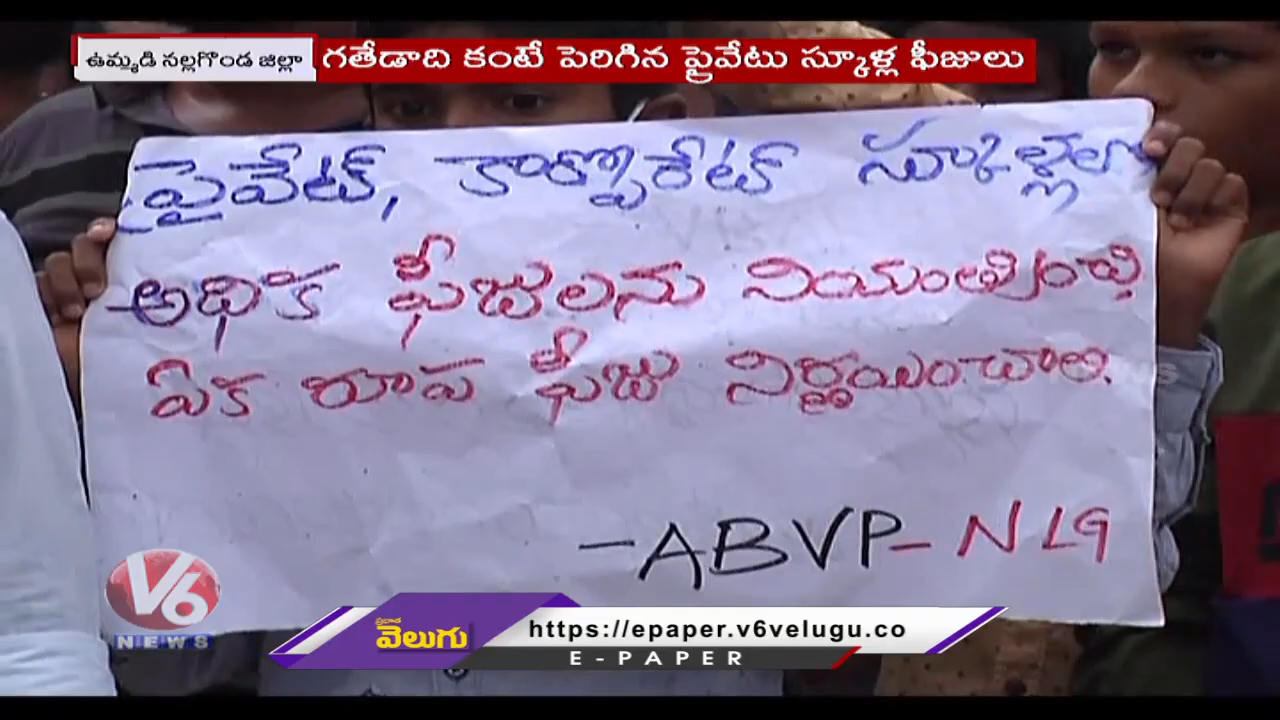 ఉమ్మడి నల్లగొండ జిల్లా
గతేడాది కంటే పెరిగిన ప్రైవేటు స్కూళ్ల ఫీజులు
ప్రైవేట్, కార్పొరేట్ స్కూళ్లలో
అధిక ఫీజులను నియంత్రించాలి
ఏక రూప ఫీజు నిర్ణయించాలి.
-ABVP-NLG
V6
NEWS
ప్రభాత
వెలుగు
https://epaper.v6velugu.co
E-PAPER